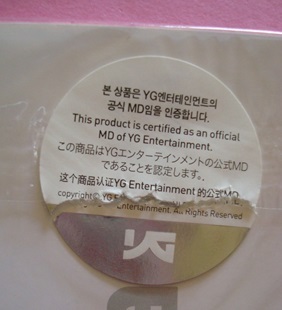 본 상품은 YG엔터테인먼트의
공식 MD임을 인증합니다.
This product is certified as an official
MD of YG Entertainment.
この商品はYGエンターテインメントの公式MD
であることを認定します。
这个商品认证YG Entertainment 的公式MD
copyright© YG
Entertainment. All Rights Reserved
YG